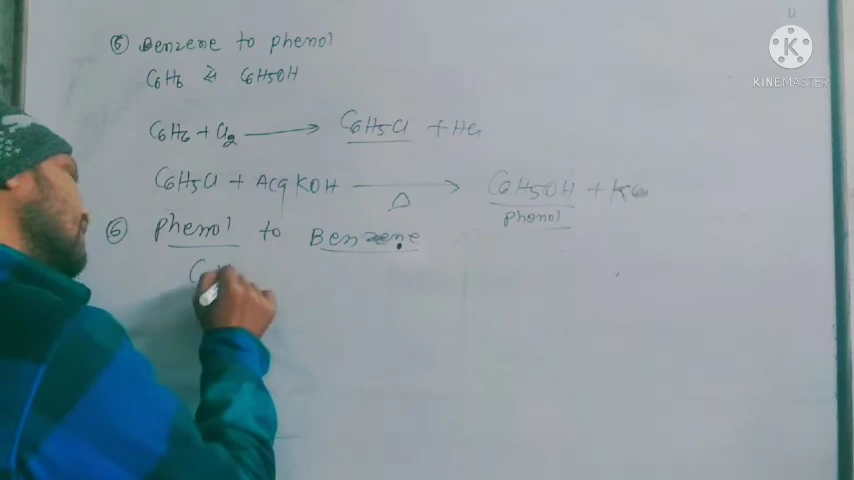 ⑥ Benzene to phenol
C6H6 से C6H5OH
C6H6 + Cl2 ⟶ C6H5Cl + HCl
C6H5Cl + Acq KOH ⟶ C6H5OH + KCl
Δ
phenol
⑥ phenol to Benzene
C
K
KINEMASTER